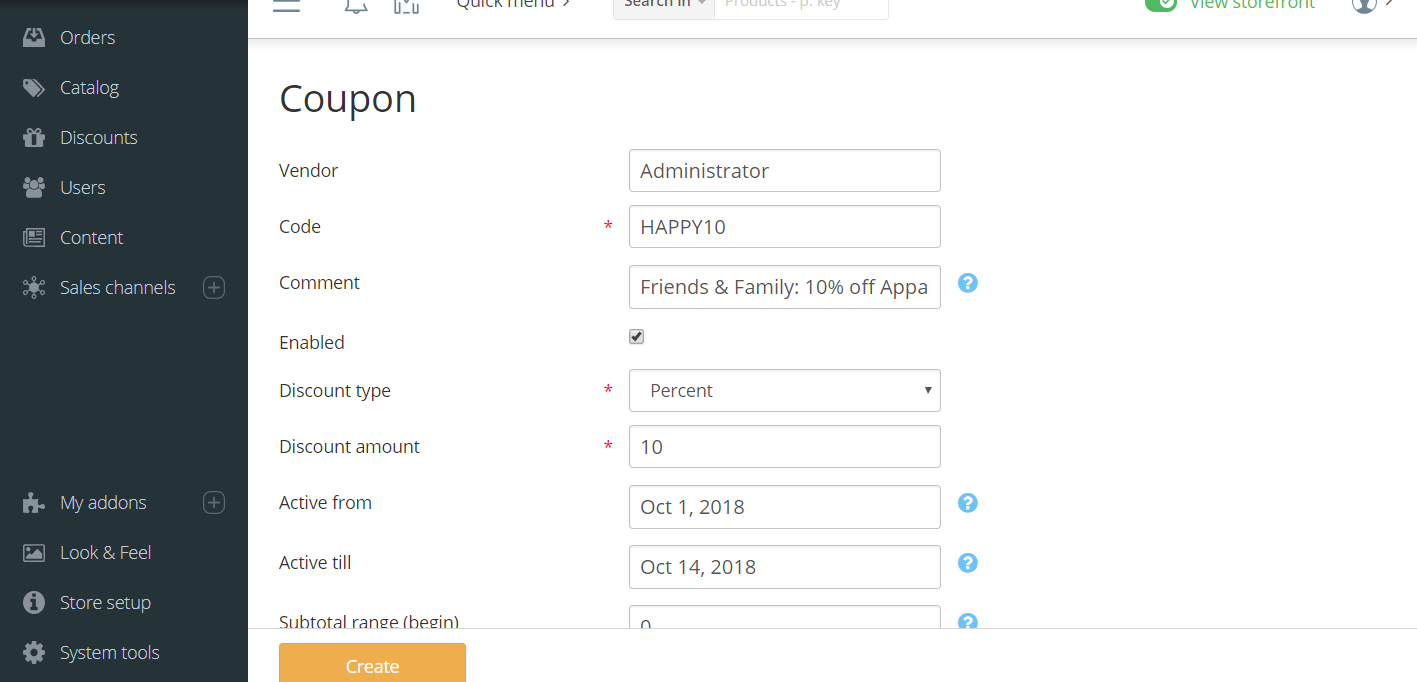 Quick menu
Search in
Products - p. key
View storefront
Orders
Catalog
Discounts
Users
Content
Sales channels
My addons
Look & Feel
Store setup
System tools
Coupon
Vendor
Administrator
Code * HAPPY10
Comment
Friends & Family: 10% off Appa
Enabled
Discount type * Percent
Discount amount * 10
Active from
Oct 1, 2018
Active till
Oct 14, 2018
Subtotal range (begin)
0
Create